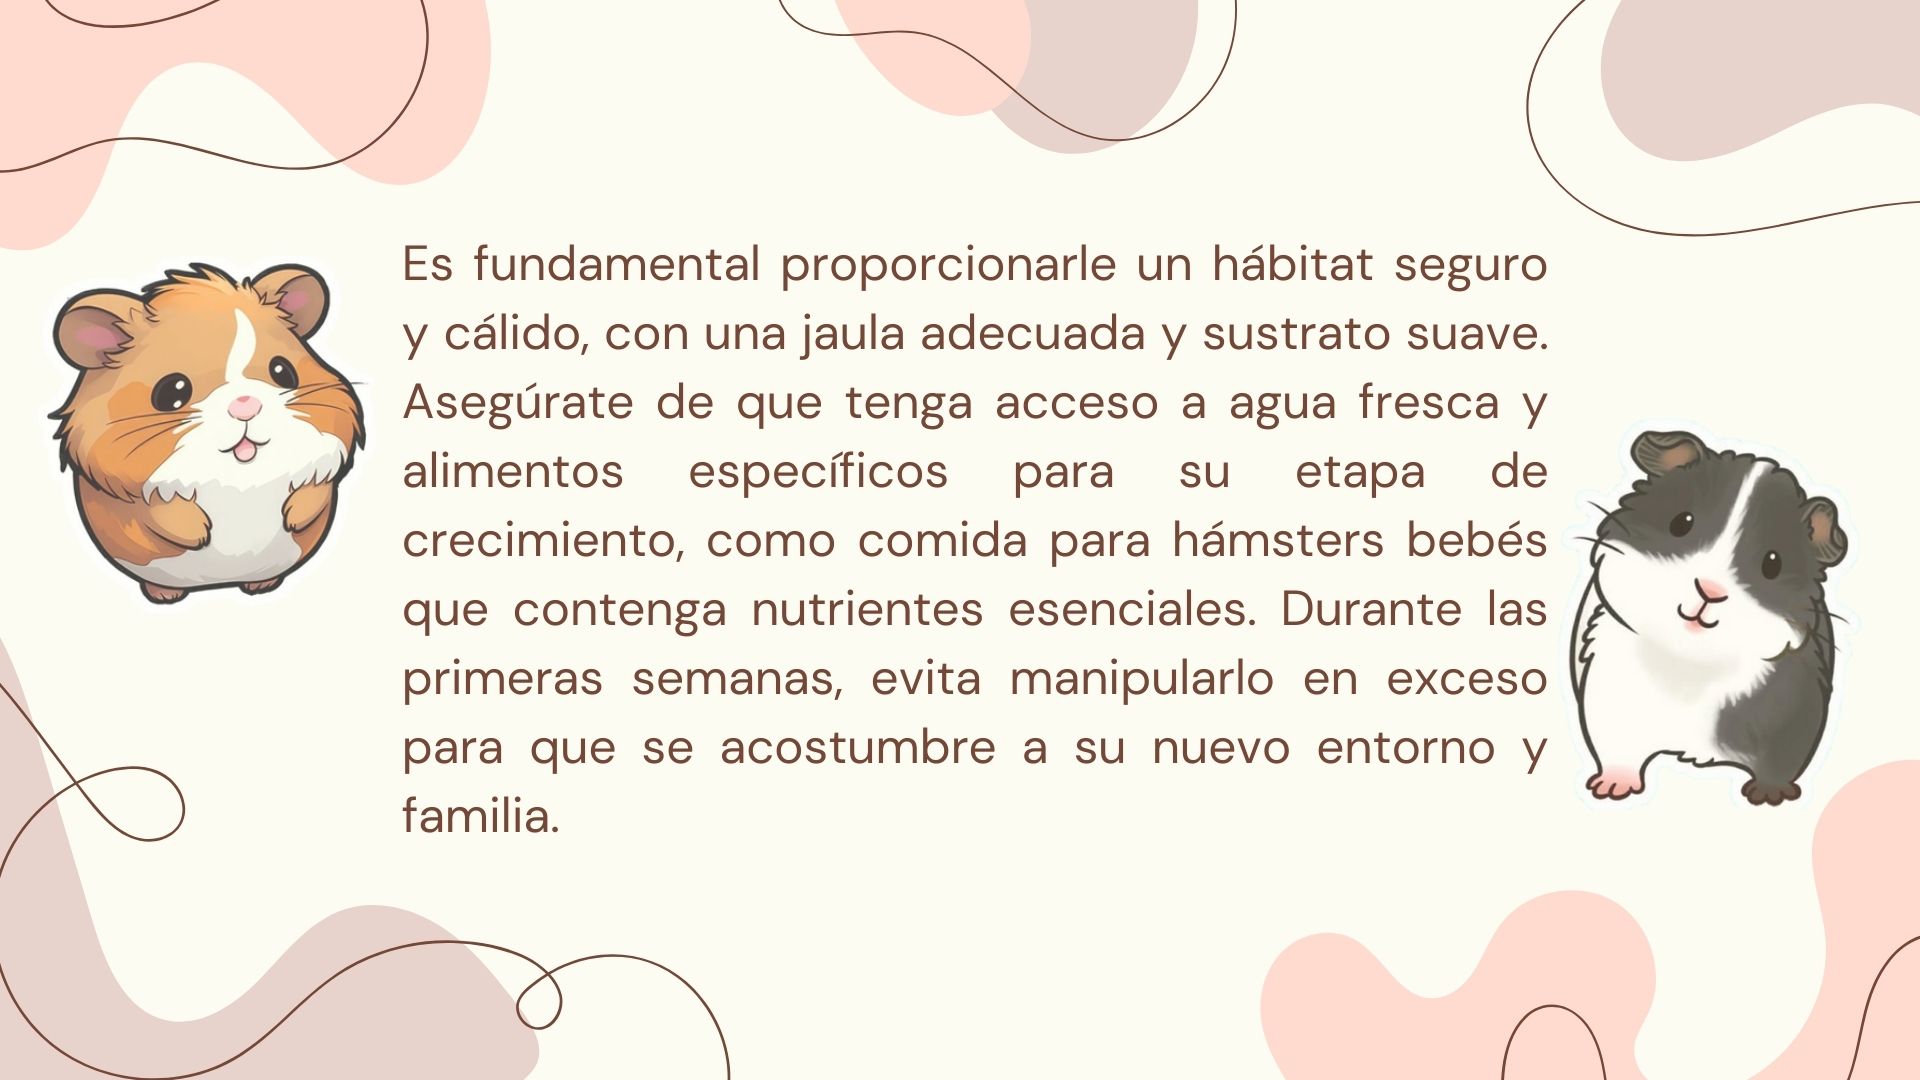 Es fundamental proporcionarle un hábitat seguro
y cálido, con una jaula adecuada y sustrato suave.
Asegúrate de que tenga acceso a agua fresca y
alimentos específicos para su etapa de
crecimiento, como comida para hámsters bebés
que contenga nutrientes esenciales. Durante las
primeras semanas, evita manipularlo en exceso
para que se acostumbre a su nuevo entorno y
familia.